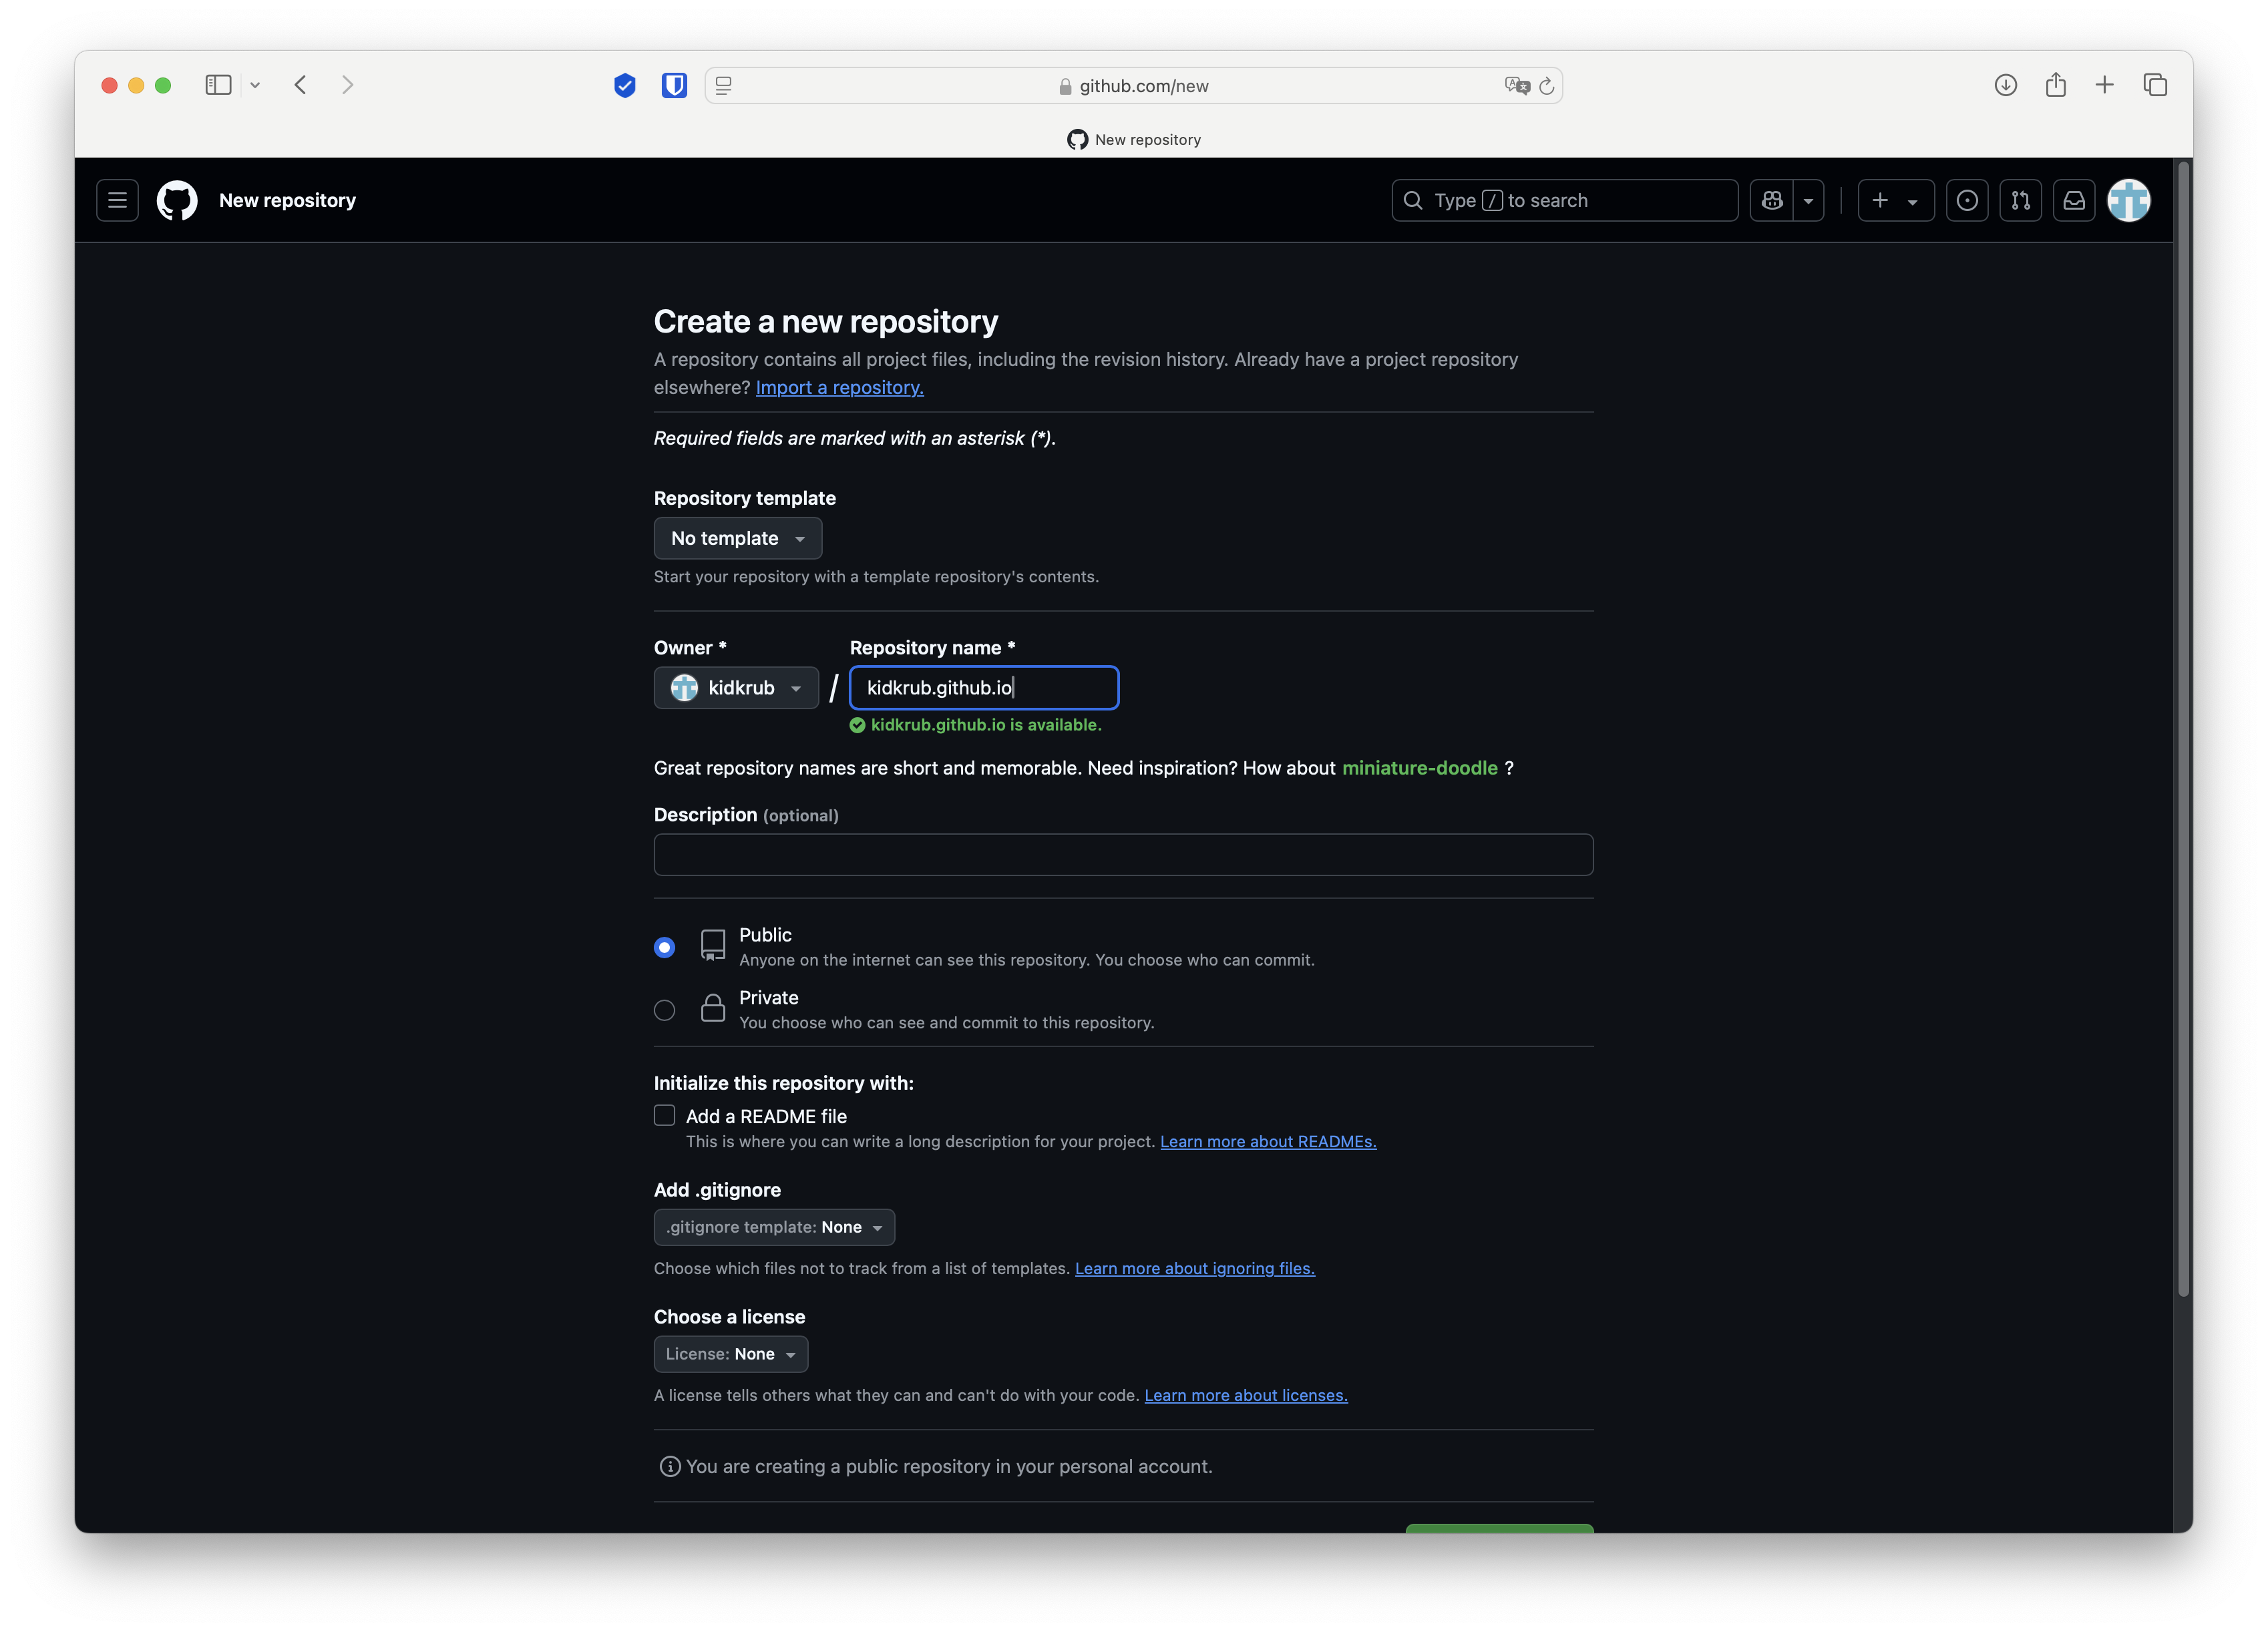 github.com/new
New repository
New repository
Type / to search
Create a new repository
A repository contains all project files, including the revision history. Already have a project repository
elsewhere? Import a repository.
Required fields are marked with an asterisk (*).
Repository template
No template
Start your repository with a template repository's contents.
Owner * Repository name *
kidkrub / kidkrub.github.io
kidkrub.github.io is available.
Great repository names are short and memorable. Need inspiration? How about miniature-doodle ?
Description (optional)
Public
Anyone on the internet can see this repository. You choose who can commit.
Private
You choose who can see and commit to this repository.
Initialize this repository with:
Add a README file
This is where you can write a long description for your project. Learn more about READMEs.
Add .gitignore
.gitignore template: None
Choose which files not to track from a list of templates. Learn more about ignoring files.
Choose a license
License: None
A license tells others what they can and can't do with your code. Learn more about licenses.
You are creating a public repository in your personal account.